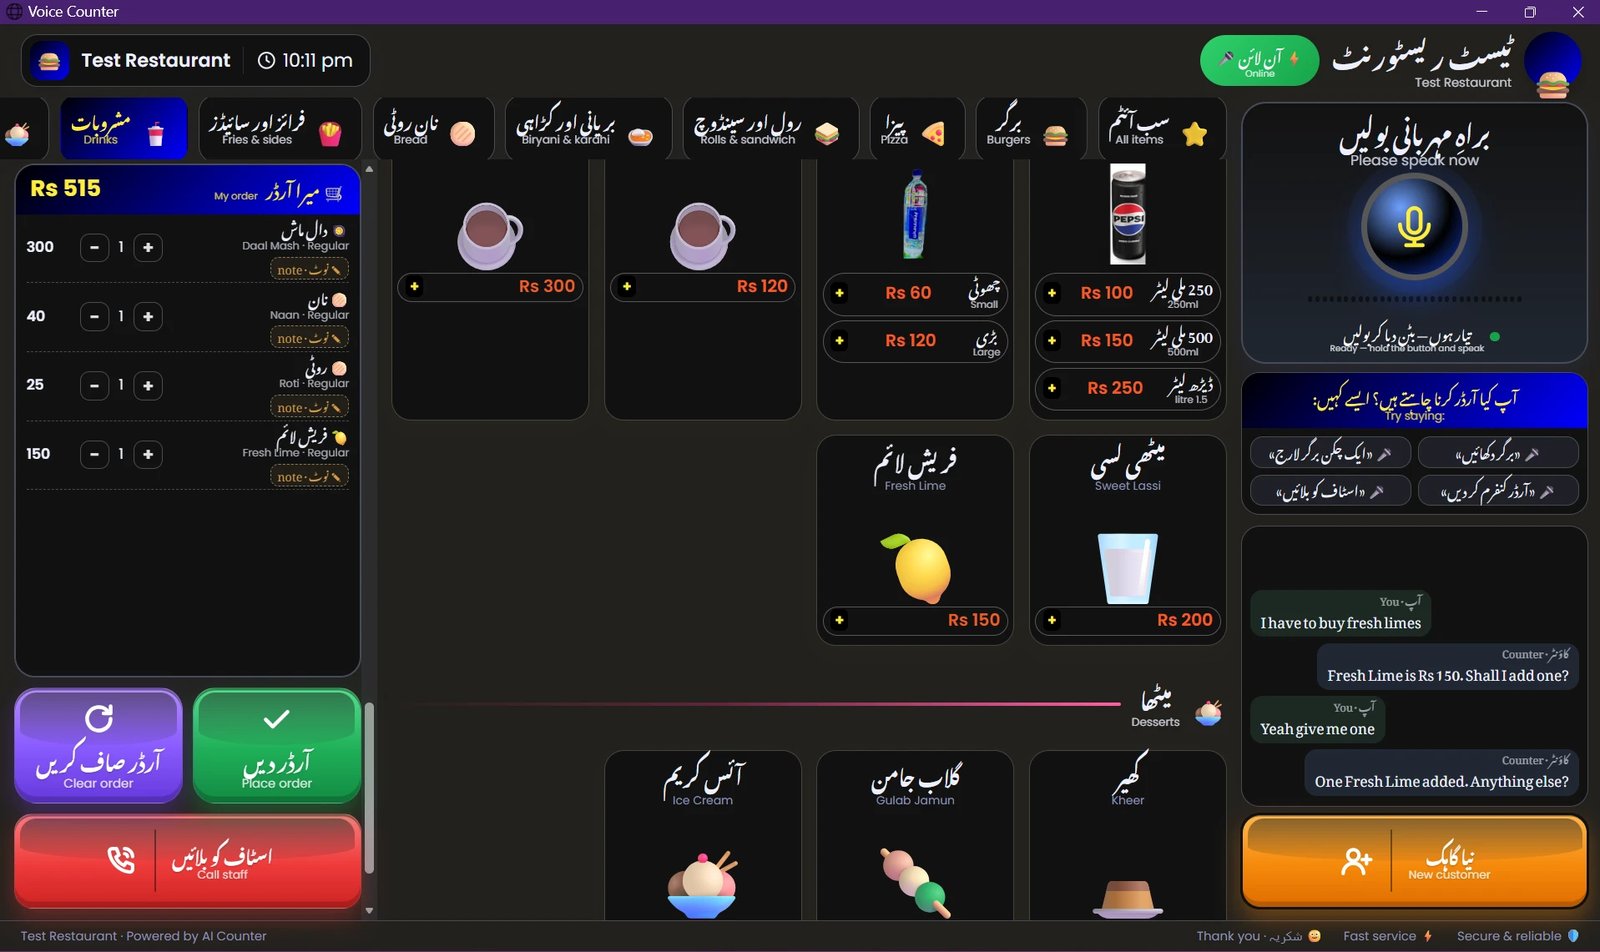 Voice Counter
Test Restaurant
10:11 pm
آن لائن
Online
ٹیسٹ ریسٹورنٹ
Test Restaurant
مشروبات
Drinks
فرائز اور سائیڈز
Fries & sides
نان روٹی
Bread
بریانی اور کڑاہی
Biryani & karahi
رول اور سینڈوچ
Rolls & sandwich
پیزا
Pizza
برگر
Burgers
سب آئٹم
All items
Rs 515
My order
میرا آرڈر
دال ماش
300 − 1 +
Daal Mash · Regular
note · نوٹ
نان
40 − 1 +
Naan · Regular
note · نوٹ
روٹی
25 − 1 +
Roti · Regular
note · نوٹ
فریش لائم
150 − 1 +
Fresh Lime · Regular
note · نوٹ
آرڈر صاف کریں
Clear order
آرڈر دیں
Place order
اسٹاف کو بلائیں
Call staff
+ Rs 300
+ Rs 120
PEPSI
+ Rs 60 چھوٹی
Small
+ Rs 120 بڑی
Large
+ Rs 100 250 ملی لیٹر
250ml
+ Rs 150 500 ملی لیٹر
500ml
+ Rs 250 ڈیڑھ لیٹر
litre 1.5
فریش لائم
Fresh Lime
+ Rs 150
میٹھی لسی
Sweet Lassi
+ Rs 200
میٹھا
Desserts
آئس کریم
Ice Cream
گلاب جامن
Gulab Jamun
کھیر
Kheer
براہِ مہربانی بولیں
Please speak now
تیار ہوں – بٹن دبا کر بولیں
Ready — hold the button and speak
آپ کیا آرڈر کرنا چاہتے ہیں؟ ایسے کہیں:
Try saying:
«برگر دکھائیں»
«ایک چکن برگر لارج»
«آرڈر کنفرم کر دیں»
«اسٹاف کو بلائیں»
You · آپ
I have to buy fresh limes
Counter · کاؤنٹر
Fresh Lime is Rs 150. Shall I add one?
You · آپ
Yeah give me one
Counter · کاؤنٹر
One Fresh Lime added. Anything else?
نیا گاہک
New customer
Test Restaurant · Powered by AI Counter
Thank you · شکریہ
Fast service
Secure & reliable